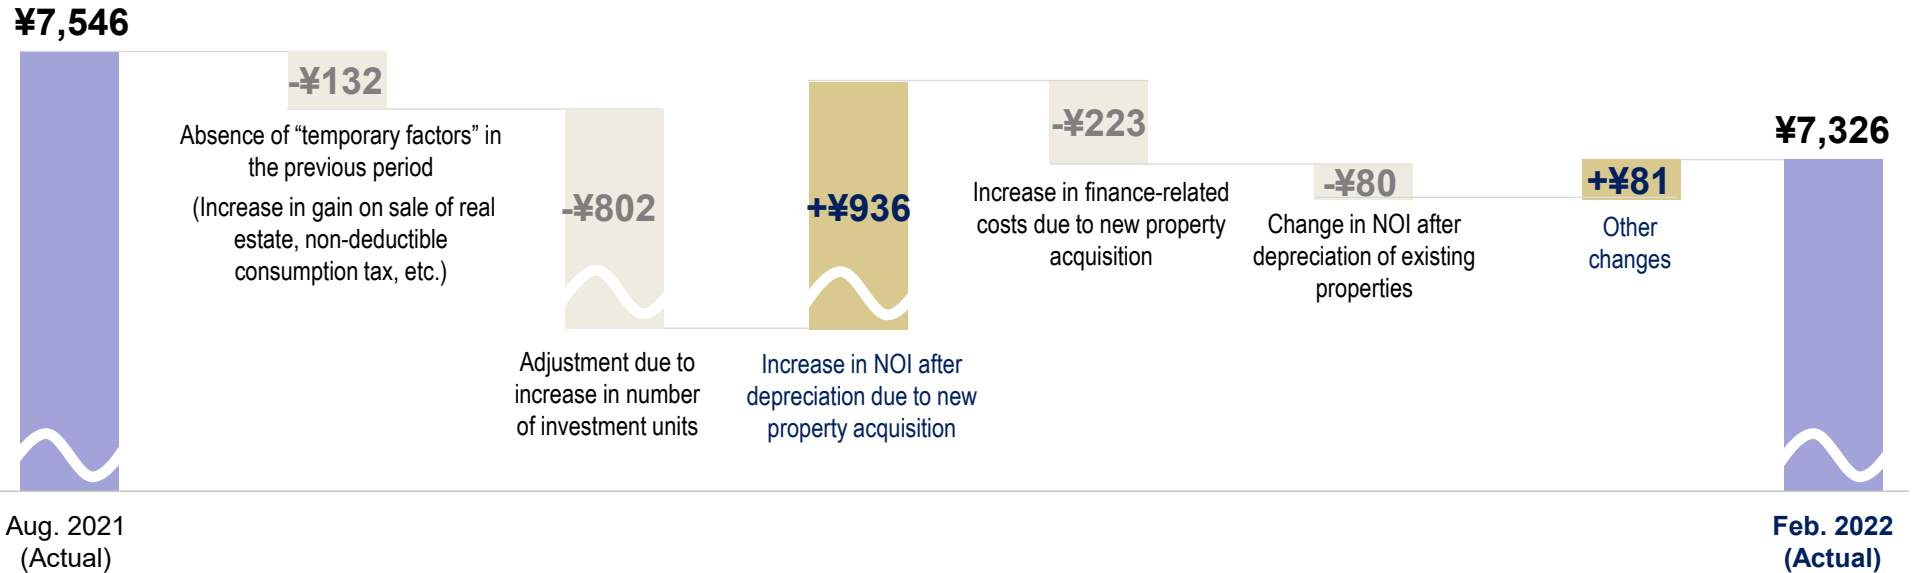 ¥7,546
-¥132
Absence of “temporary factors” in
the previous period
(Increase in gain on sale of real
estate, non-deductible
consumption tax, etc.)
-¥802
Adjustment due to
increase in number
of investment units
+¥936
Increase in NOI after
depreciation due to new
property acquisition
-¥223
Increase in finance-related
costs due to new property
acquisition
-¥80
Change in NOI after
depreciation of existing
properties
+¥81
Other
changes
¥7,326
Aug. 2021
(Actual)
Feb. 2022
(Actual)